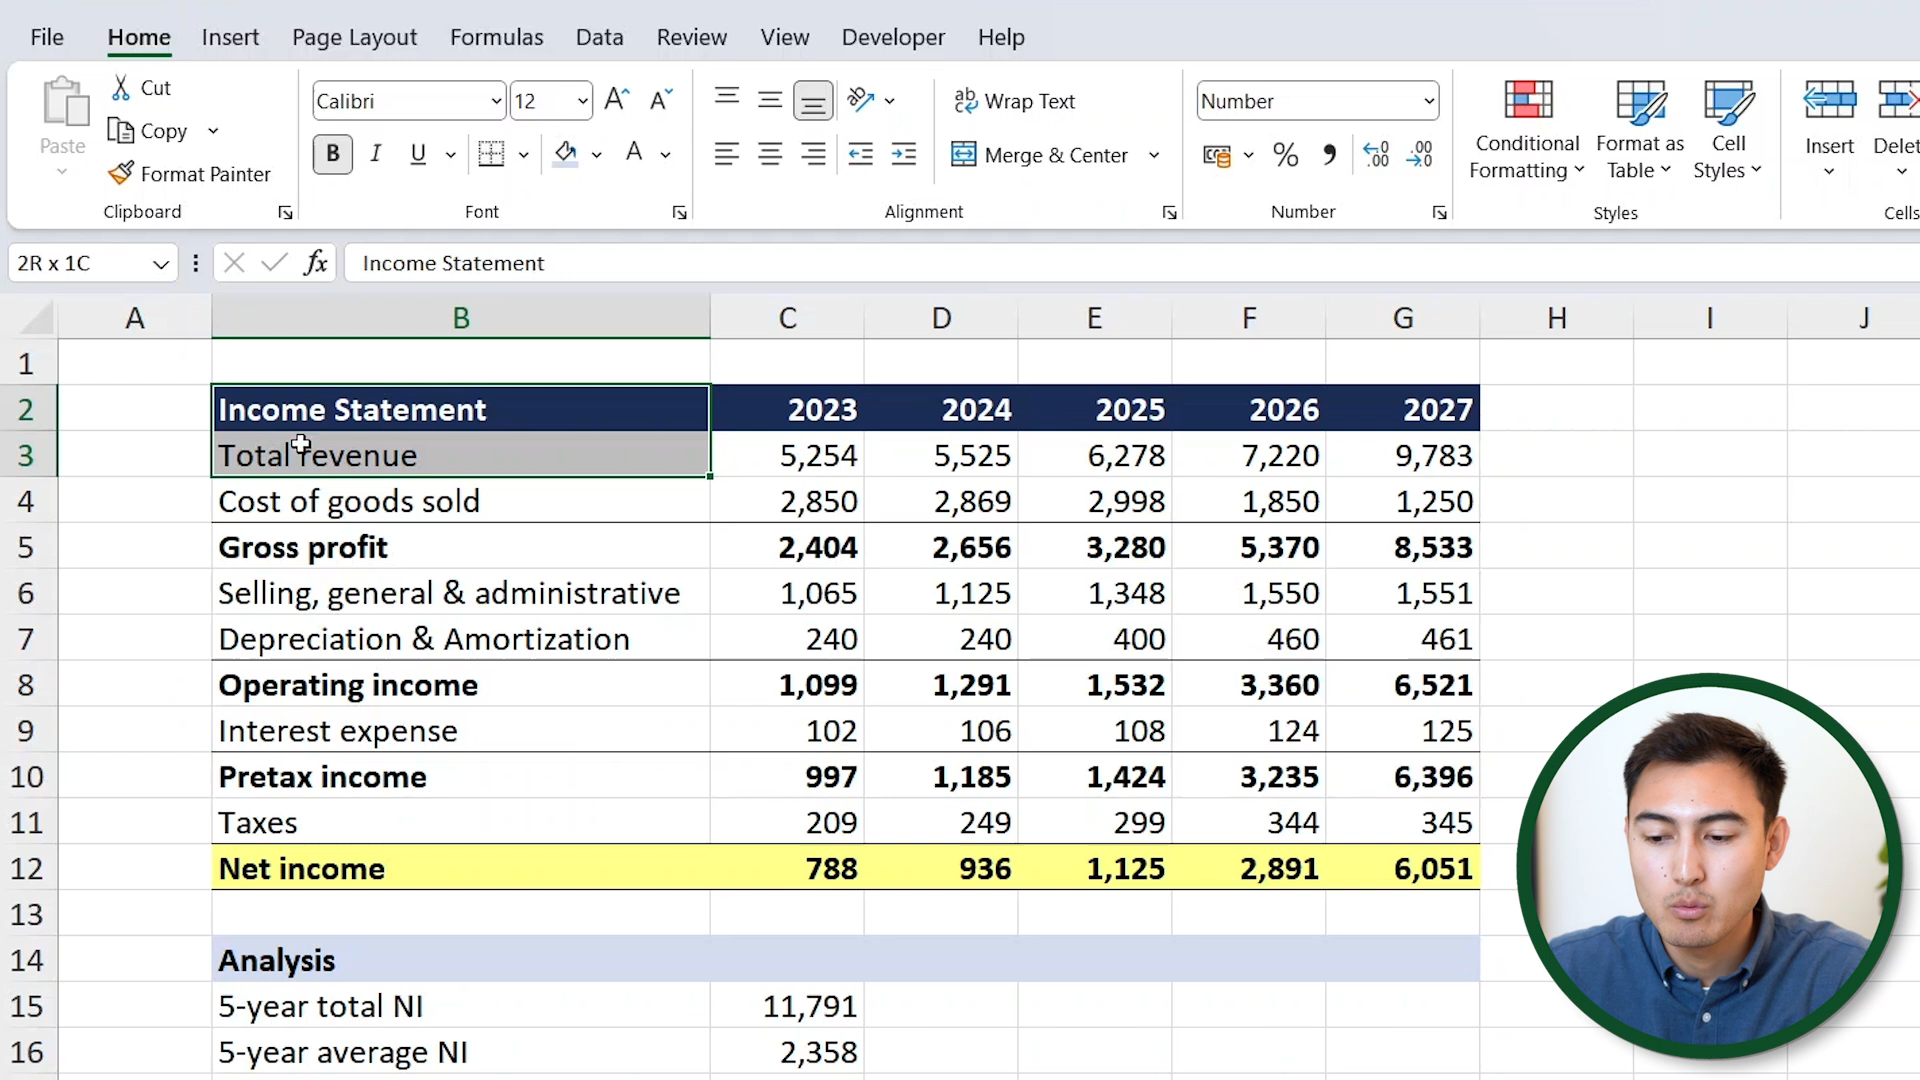 File Home Insert Page Layout Formulas Data Review View Developer Help
Paste
Cut
Copy
Format Painter
Clipboard
Calibri 12
B I U A
Font
Wrap Text
Merge & Center
Alignment
Number
% 9 .00 .00
Number
Conditional Formatting
Format as Table
Cell Styles
Styles
Insert
Delet
Cells
2R x 1C fx Income Statement
A B C D E F G H I J
1
2 Income Statement 2023 2024 2025 2026 2027
3 Total revenue 5,254 5,525 6,278 7,220 9,783
4 Cost of goods sold 2,850 2,869 2,998 1,850 1,250
5 Gross profit 2,404 2,656 3,280 5,370 8,533
6 Selling, general & administrative 1,065 1,125 1,348 1,550 1,551
7 Depreciation & Amortization 240 240 400 460 461
8 Operating income 1,099 1,291 1,532 3,360 6,521
9 Interest expense 102 106 108 124 125
10 Pretax income 997 1,185 1,424 3,235 6,396
11 Taxes 209 249 299 344 345
12 Net income 788 936 1,125 2,891 6,051
13
14 Analysis
15 5-year total NI 11,791
16 5-year average NI 2,358